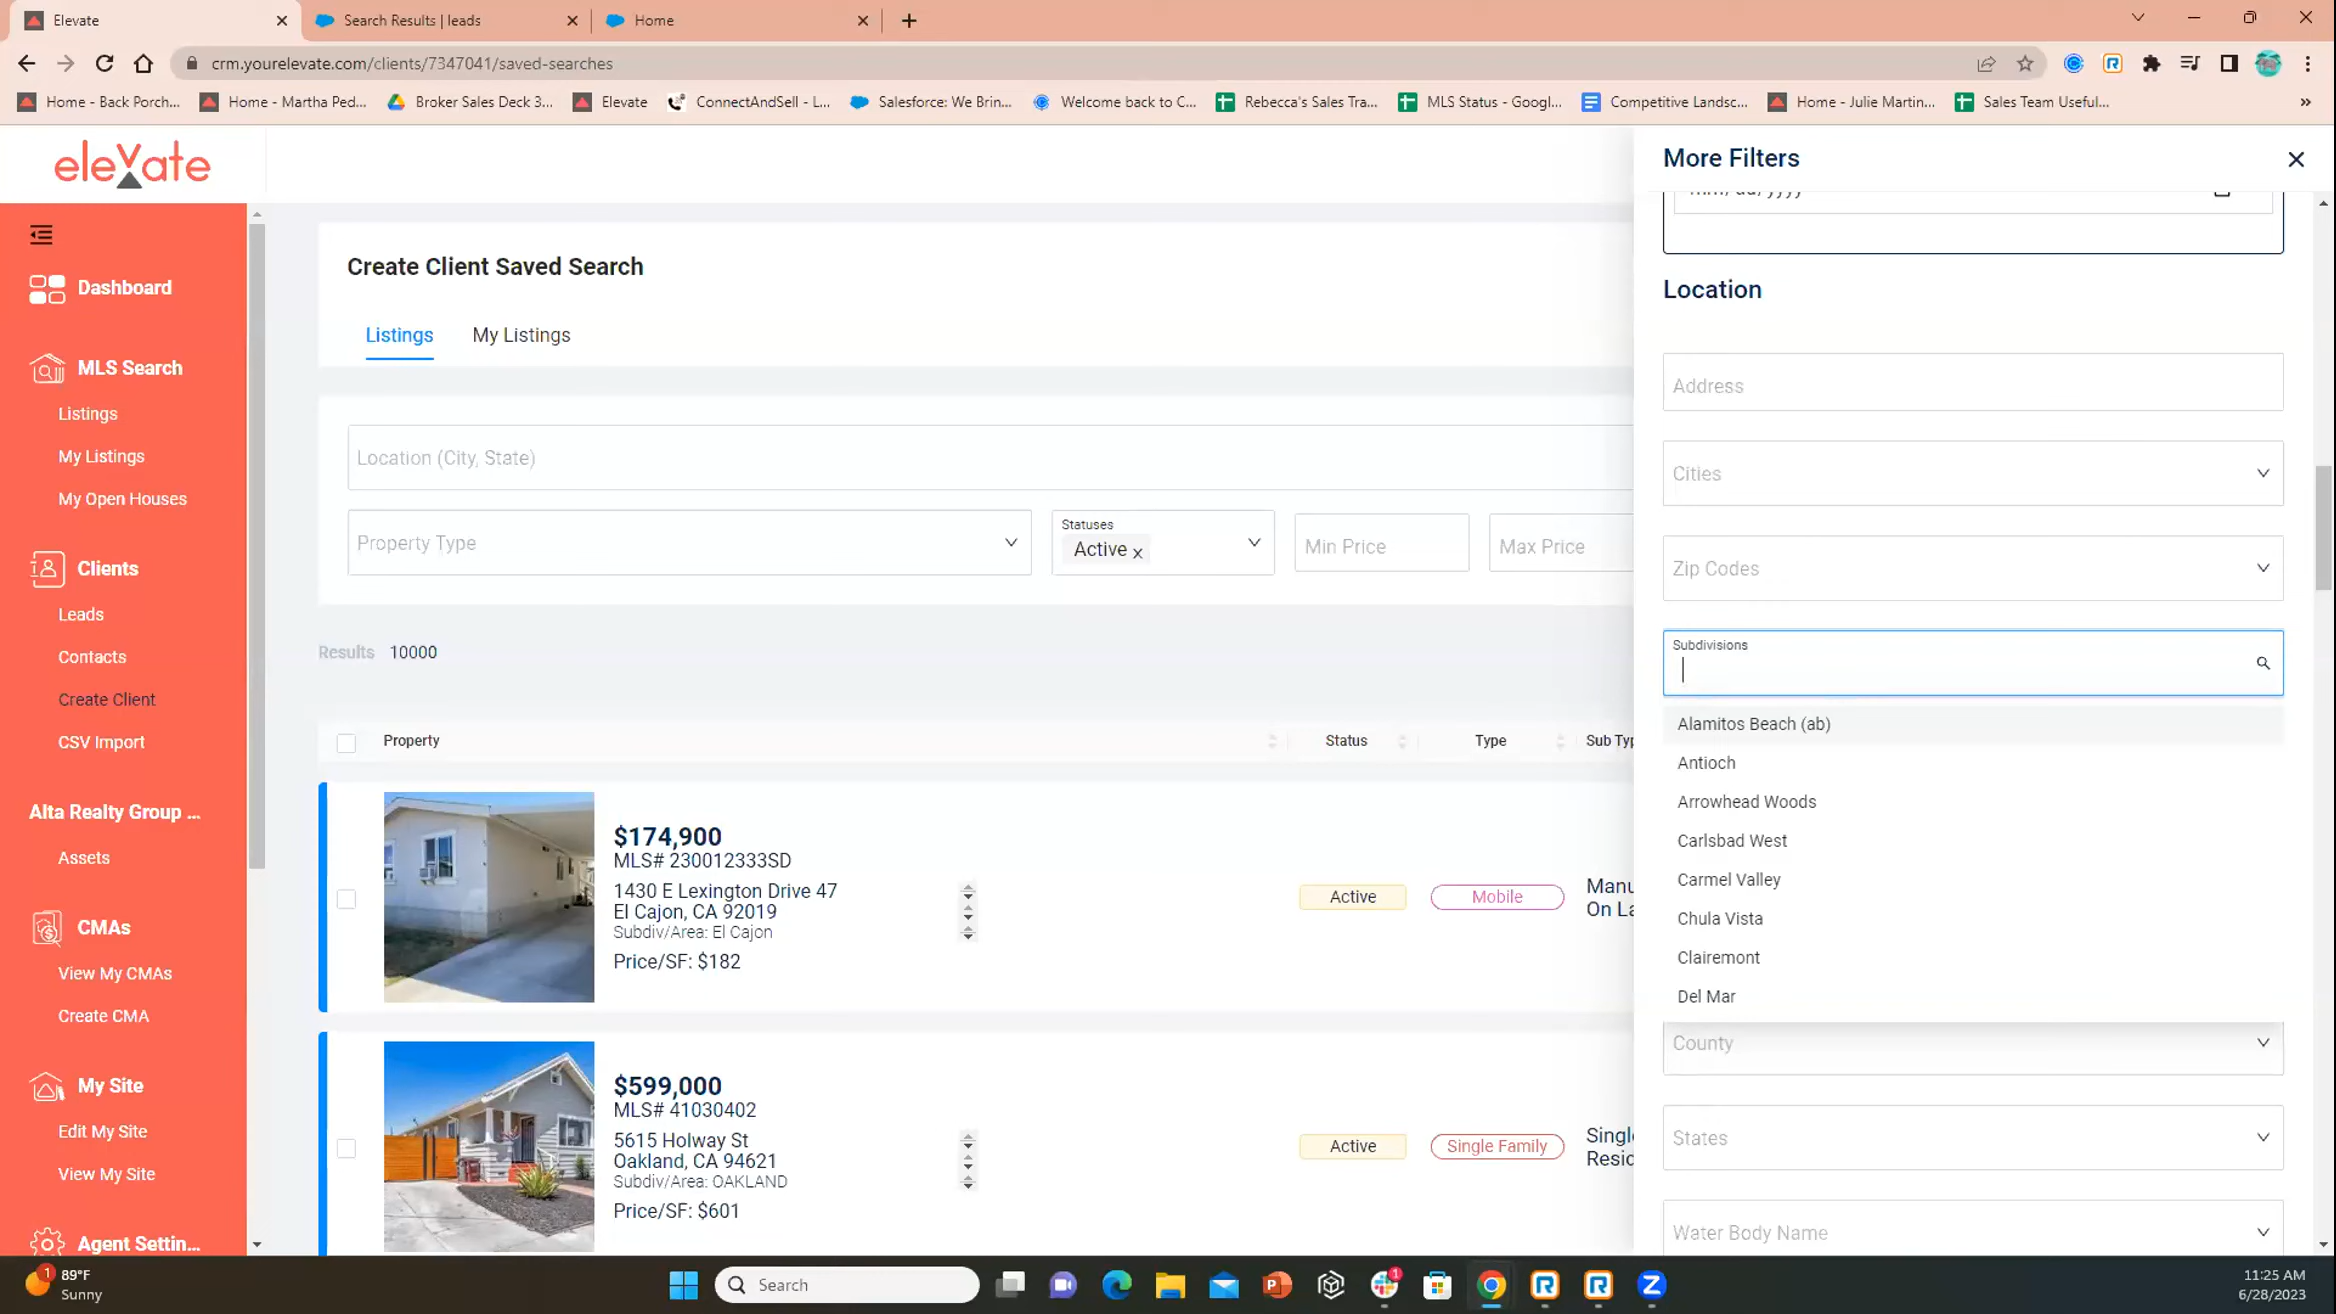 Elevate
Search Results | leads
Home
crm.yourelevate.com/clients/7347041/saved-searches
Home - Back Porch...
Home - Martha Ped...
Broker Sales Deck 3...
Elevate
ConnectAndSell - L...
Salesforce: We Brin...
Welcome back to C...
Rebecca's Sales Tra...
MLS Status - Googl...
Competitive Landsc...
Home - Julie Martin...
Sales Team Useful...
elevate
Dashboard
MLS Search
Listings
My Listings
My Open Houses
Clients
Leads
Contacts
Create Client
CSV Import
Alta Realty Group ...
Assets
CMAs
View My CMAs
Create CMA
My Site
Edit My Site
View My Site
Agent Settin...
Create Client Saved Search
Listings
My Listings
Location (City, State)
Property Type
Statuses
Active x
Min Price
Max Price
Results 10000
Property
Status
Type
Sub Typ
$174,900
MLS# 230012333SD
1430 E Lexington Drive 47
El Cajon, CA 92019
Subdiv/Area: El Cajon
Price/SF: $182
Active
Mobile
Manu
On La
$599,000
MLS# 41030402
5615 Holway St
Oakland, CA 94621
Subdiv/Area: OAKLAND
Price/SF: $601
Active
Single Family
Single
Resid
More Filters
mm/dd/yyyy
Location
Address
Cities
Zip Codes
Subdivisions
Alamitos Beach (ab)
Antioch
Arrowhead Woods
Carlsbad West
Carmel Valley
Chula Vista
Clairemont
Del Mar
County
States
Water Body Name
1
89°F
Sunny
Search
1
11:25 AM
6/28/2023